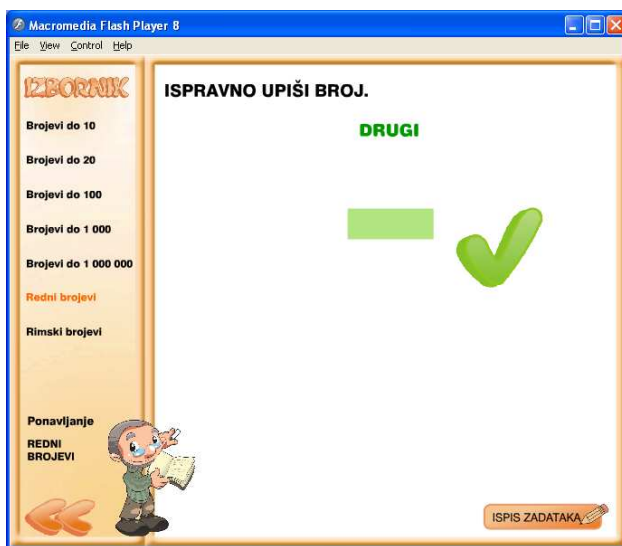 Macromedia Flash Player 8
File View Control Help
IZBORNIK
Brojevi do 10
Brojevi do 20
Brojevi do 100
Brojevi do 1 000
Brojevi do 1 000 000
Redni brojevi
Rimski brojevi
Ponavljanje
REDNI
BROJEVI
ISPRAVNO UPIŠI BROJ.
DRUGI
ISPIS ZADATAKA